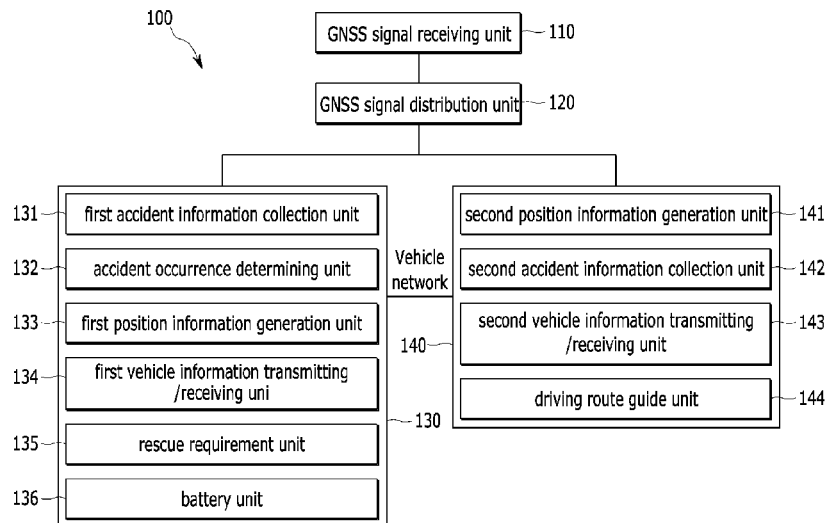 100
GNSS signal receiving unit
110
GNSS signal distribution unit
120
131
first accident information collection unit
132
accident occurrence determining unit
133
first position information generation unit
134
first vehicle information transmitting
/receiving uni
135
rescue requirement unit
136
battery unit
130
Vehicle
network
140
second position information generation unit
141
second accident information collection unit
142
second vehicle information transmitting
/receiving unit
143
driving route guide unit
144